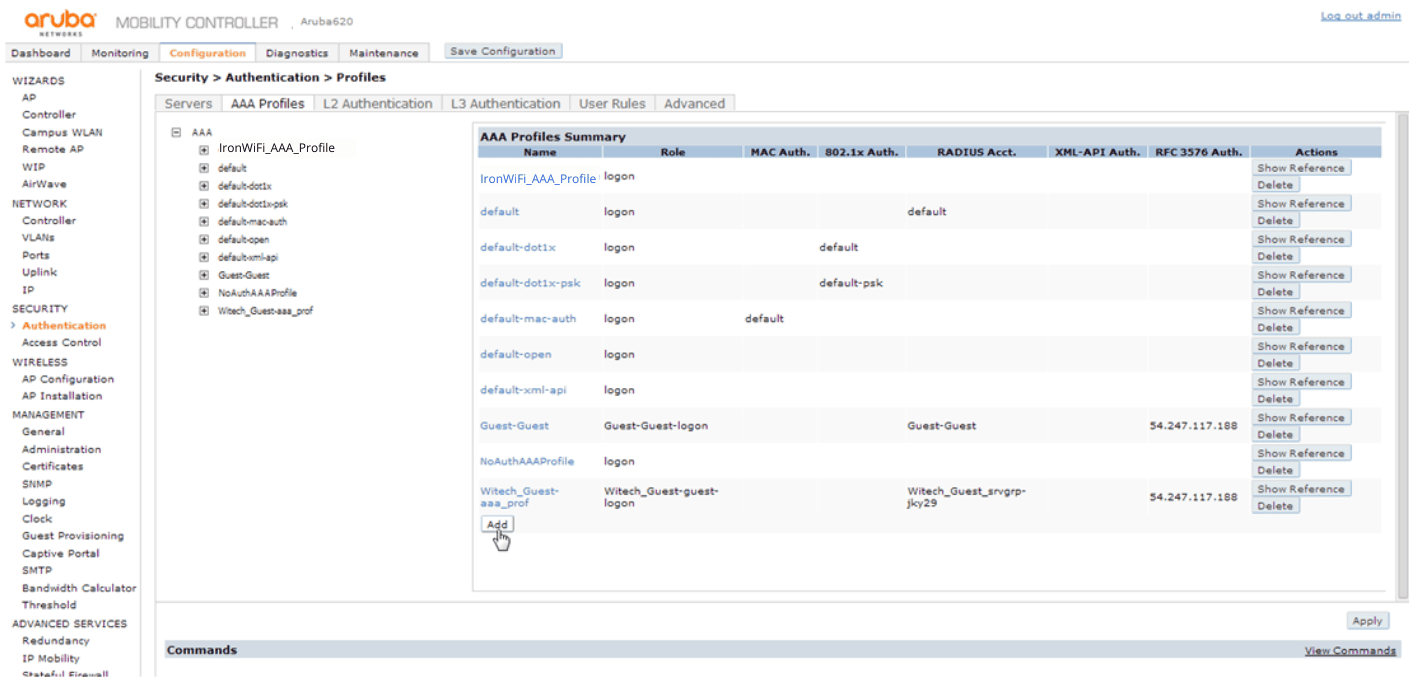 aruba NETWORKS MOBILITY CONTROLLER , Aruba620 Log out admin
Dashboard Monitoring Configuration Diagnostics Maintenance Save Configuration
WIZARDS
AP
Controller
Campus WLAN
Remote AP
WIP
AirWave
NETWORK
Controller
VLANs
Ports
Uplink
IP
SECURITY
Authentication
Access Control
WIRELESS
AP Configuration
AP Installation
MANAGEMENT
General
Administration
Certificates
SNMP
Logging
Clock
Guest Provisioning
Captive Portal
SMTP
Bandwidth Calculator
Threshold
ADVANCED SERVICES
Redundancy
IP Mobility
Stateful Firewall
Security > Authentication > Profiles
Servers AAA Profiles L2 Authentication L3 Authentication User Rules Advanced
AAA
IronWiFi_AAA_Profile
default
default-dot1x
default-dot1x-psk
default-mac-auth
default-open
default-xml-api
Guest-Guest
NoAuthAAAProfile
Witech_Guest-aaa_prof
AAA Profiles Summary
Name Role MAC Auth. 802.1x Auth. RADIUS Acct. XML-API Auth. RFC 3576 Auth. Actions
IronWiFi_AAA_Profile logon Show Reference
Delete
default logon default Show Reference
Delete
default-dot1x logon default Show Reference
Delete
default-dot1x-psk logon default-psk Show Reference
Delete
default-mac-auth logon default Show Reference
Delete
default-open logon Show Reference
Delete
default-xml-api logon Show Reference
Delete
Guest-Guest Guest-Guest-logon Guest-Guest 54.247.117.188 Show Reference
Delete
NoAuthAAAProfile logon Show Reference
Delete
Witech_Guest- Witech_Guest-guest- Witech_Guest_srvgrp- 54.247.117.188 Show Reference
aaa_prof logon jky29 Delete
Add
Apply
Commands View Commands